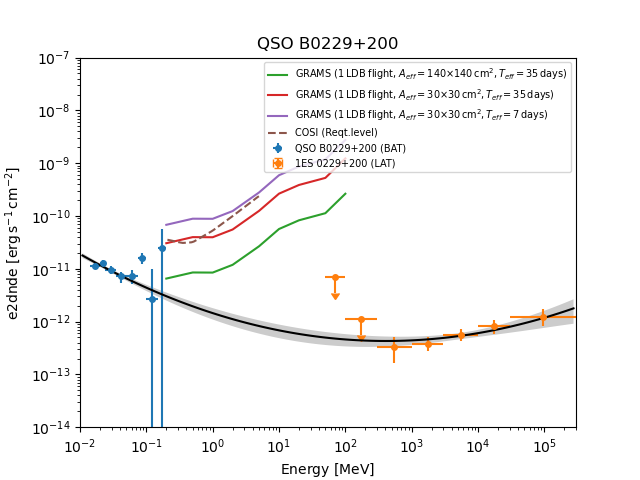 QSO B0229+200
GRAMS (1 LDB flight, A_eff = 140×140 cm², T_eff = 35 days)
GRAMS (1 LDB flight, A_eff = 30×30 cm², T_eff = 35 days)
GRAMS (1 LDB flight, A_eff = 30×30 cm², T_eff = 7 days)
COSI (Reqt.level)
QSO B0229+200 (BAT)
1ES 0229+200 (LAT)
e2dnde [erg s⁻¹ cm⁻²]
10⁻⁷
10⁻⁸
10⁻⁹
10⁻¹⁰
10⁻¹¹
10⁻¹²
10⁻¹³
10⁻¹⁴
10⁻² 10⁻¹ 10⁰ 10¹ 10² 10³ 10⁴ 10⁵
Energy [MeV]